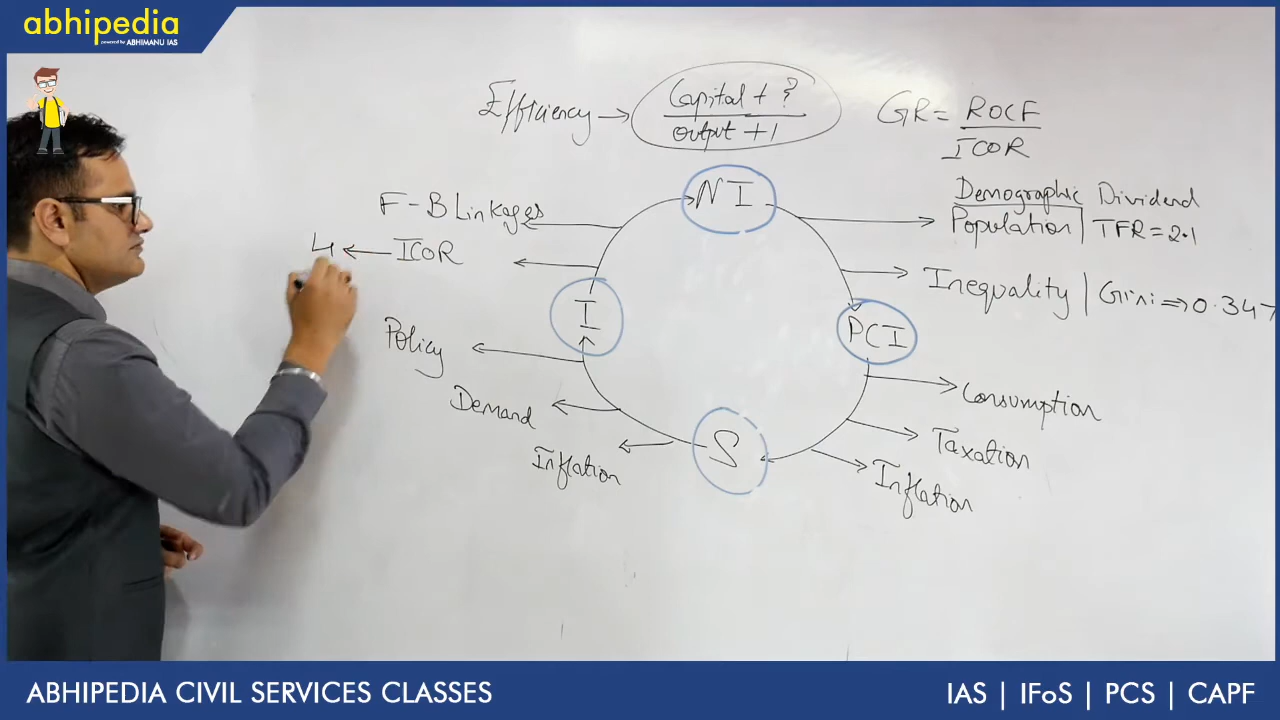 abhipedia
powered by ABHIMANU IAS
Efficiency → Capital + ?
output + 1
GR = ROCF
ICOR
NI
F-B Linkages
4 ← ICOR
I
Policy
Demand
Inflation
S
PCI
Demographic Dividend
Population | TFR = 2.1
Inequality | Gini ⇒ 0.347
Consumption
Taxation
Inflation
ABHIPEDIA CIVIL SERVICES CLASSES
IAS | IFoS | PCS | CAPF